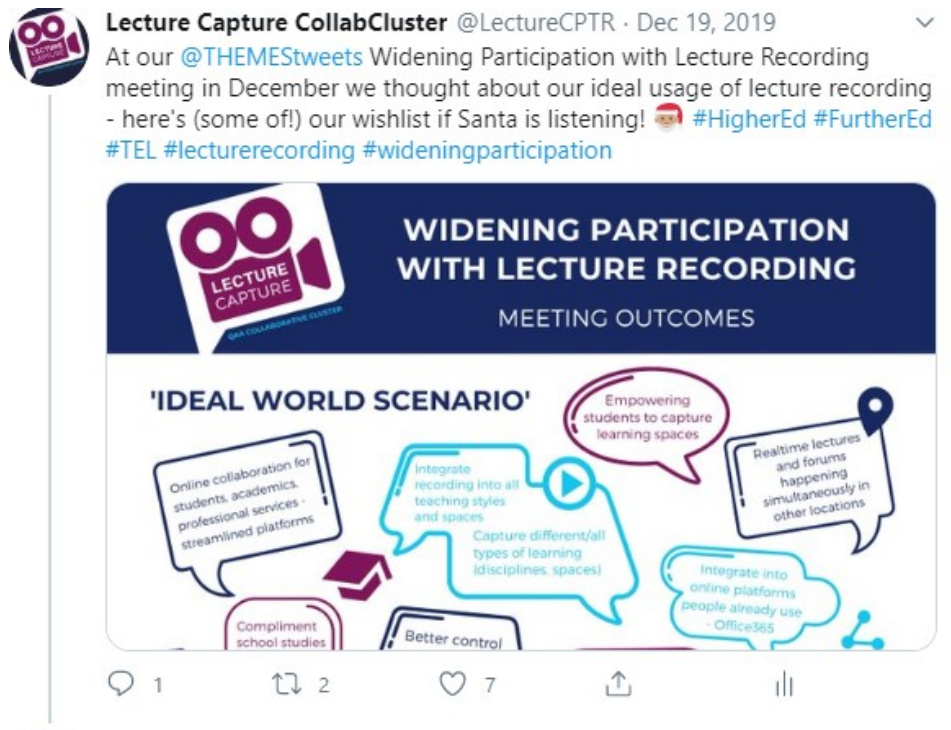 Lecture Capture CollabCluster @LectureCPTR · Dec 19, 2019
At our @THEMEStweets Widening Participation with Lecture Recording
meeting in December we thought about our ideal usage of lecture recording
- here's (some of!) our wishlist if Santa is listening! 🎅🏼 #HigherEd #FurtherEd
#TEL #lecturerecording #wideningparticipation
LECTURE
CAPTURE
QAA COLLABORATIVE CLUSTER
WIDENING PARTICIPATION
WITH LECTURE RECORDING
MEETING OUTCOMES
'IDEAL WORLD SCENARIO'
Empowering
students to capture
learning spaces
Realtime lectures
and forums
happening
simultaneously in
other locations
Online collaboration for
students, academics,
professional services -
streamlined platforms
Integrate
recording into all
teaching styles
and spaces
Capture different/all
types of learning
(disciplines, spaces)
Integrate into
online platforms
people already use
- Office365
Compliment
school studies
Better control
1
2
7